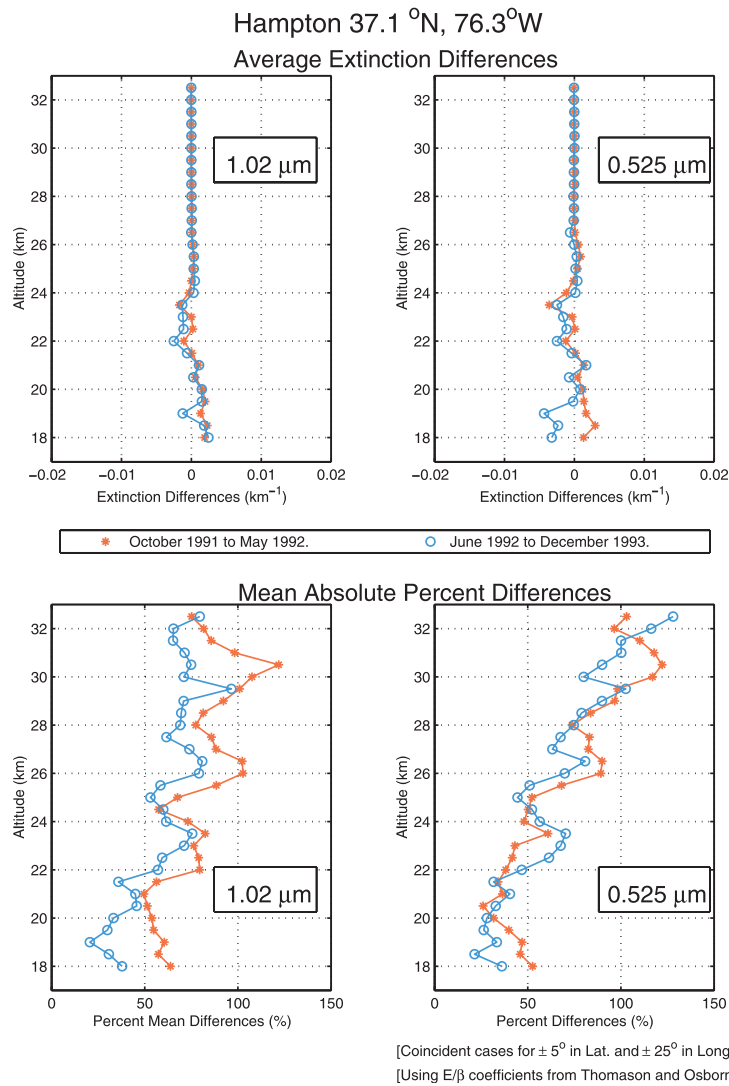 Hampton 37.1 °N, 76.3°W
Average Extinction Differences
32
30
28
26
24
22
20
18
Altitude (km)
1.02 µm
−0.02
−0.01
0
0.01
0.02
Extinction Differences (km−1)
32
30
28
26
24
22
20
18
Altitude (km)
0.525 µm
−0.02
−0.01
0
0.01
0.02
Extinction Differences (km−1)
October 1991 to May 1992.
June 1992 to December 1993.
Mean Absolute Percent Differences
32
30
28
26
24
22
20
18
Altitude (km)
1.02 µm
0
50
100
150
Percent Mean Differences (%)
32
30
28
26
24
22
20
18
Altitude (km)
0.525 µm
0
50
100
150
Percent Differences (%)
[Coincident cases for ± 5° in Lat. and ± 25° in Long
[Using E/β coefficients from Thomason and Osborn